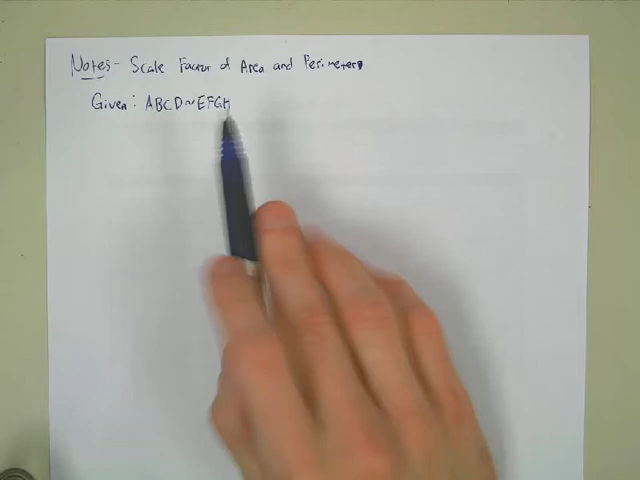 Notes- Scale Factor of Area and Perimeter
Given: ABCD~EFGH